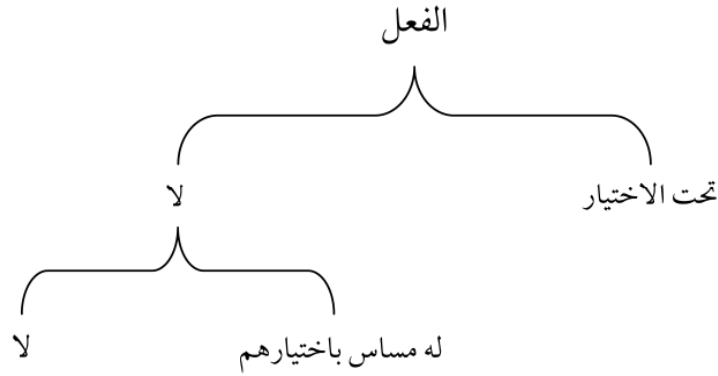 الفعل
تحت الاختيار
لا
له مساس باختيارهم
لا